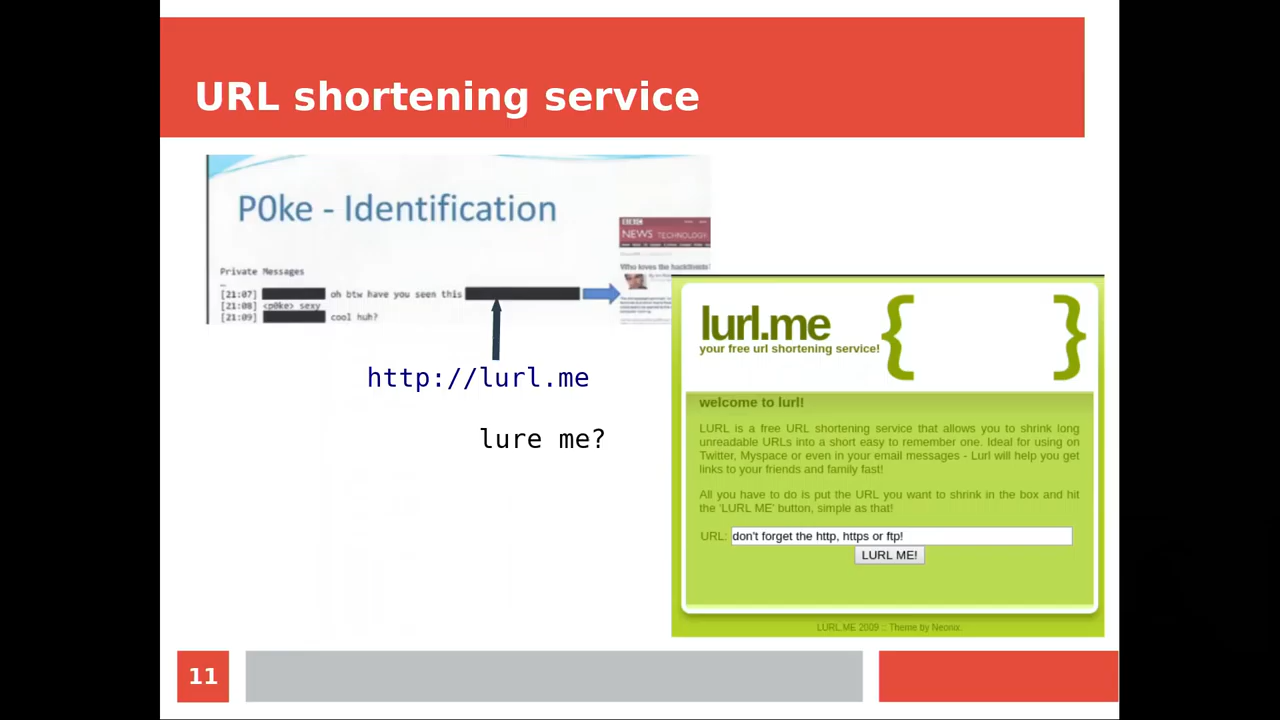 URL shortening service
P0ke - Identification
Private Messages
[21:07] oh btw have you seen this
[21:08] <p0ke> sexy
[21:09] cool huh?
BBC
NEWS TECHNOLOGY
Who loves the hacktivists?
http://lurl.me
lure me?
lurl.me
your free url shortening service!
{ }
welcome to lurl!
LURL is a free URL shortening service that allows you to shrink long
unreadable URLs into a short easy to remember one. Ideal for using on
Twitter, Myspace or even in your email messages - Lurl will help you get
links to your friends and family fast!
All you have to do is put the URL you want to shrink in the box and hit
the 'LURL ME' button, simple as that!
URL: don't forget the http, https or ftp!
LURL ME!
LURL.ME 2009 :: Theme by Neonix.
11